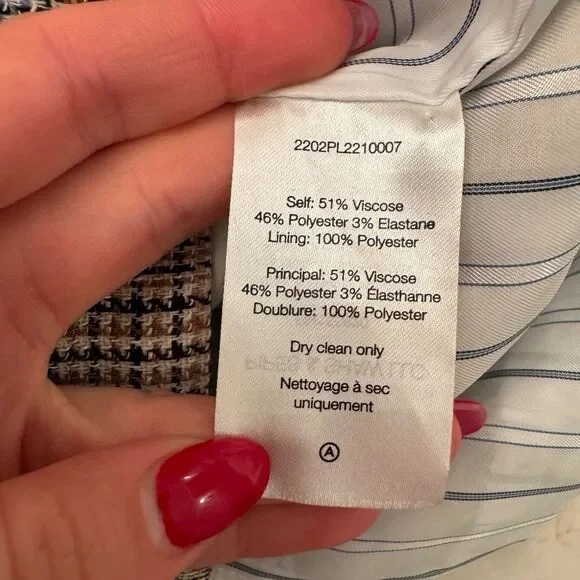 2202PL2210007
Self: 51% Viscose
46% Polyester 3% Elastane
Lining: 100% Polyester
Principal: 51% Viscose
46% Polyester 3% Élasthanne
Doublure: 100% Polyester
Dry clean only
Nettoyage à sec
uniquement
A